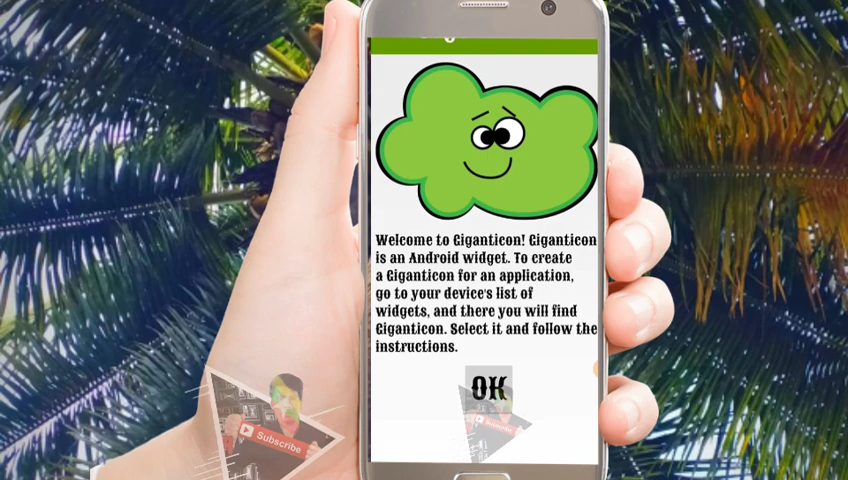 Welcome to Giganticon! Giganticon
is an Android widget. To create
a Giganticon for an application,
go to your device's list of
widgets, and there you will find
Giganticon. Select it and follow the
instructions.
OK
Subscribe
Subscribe